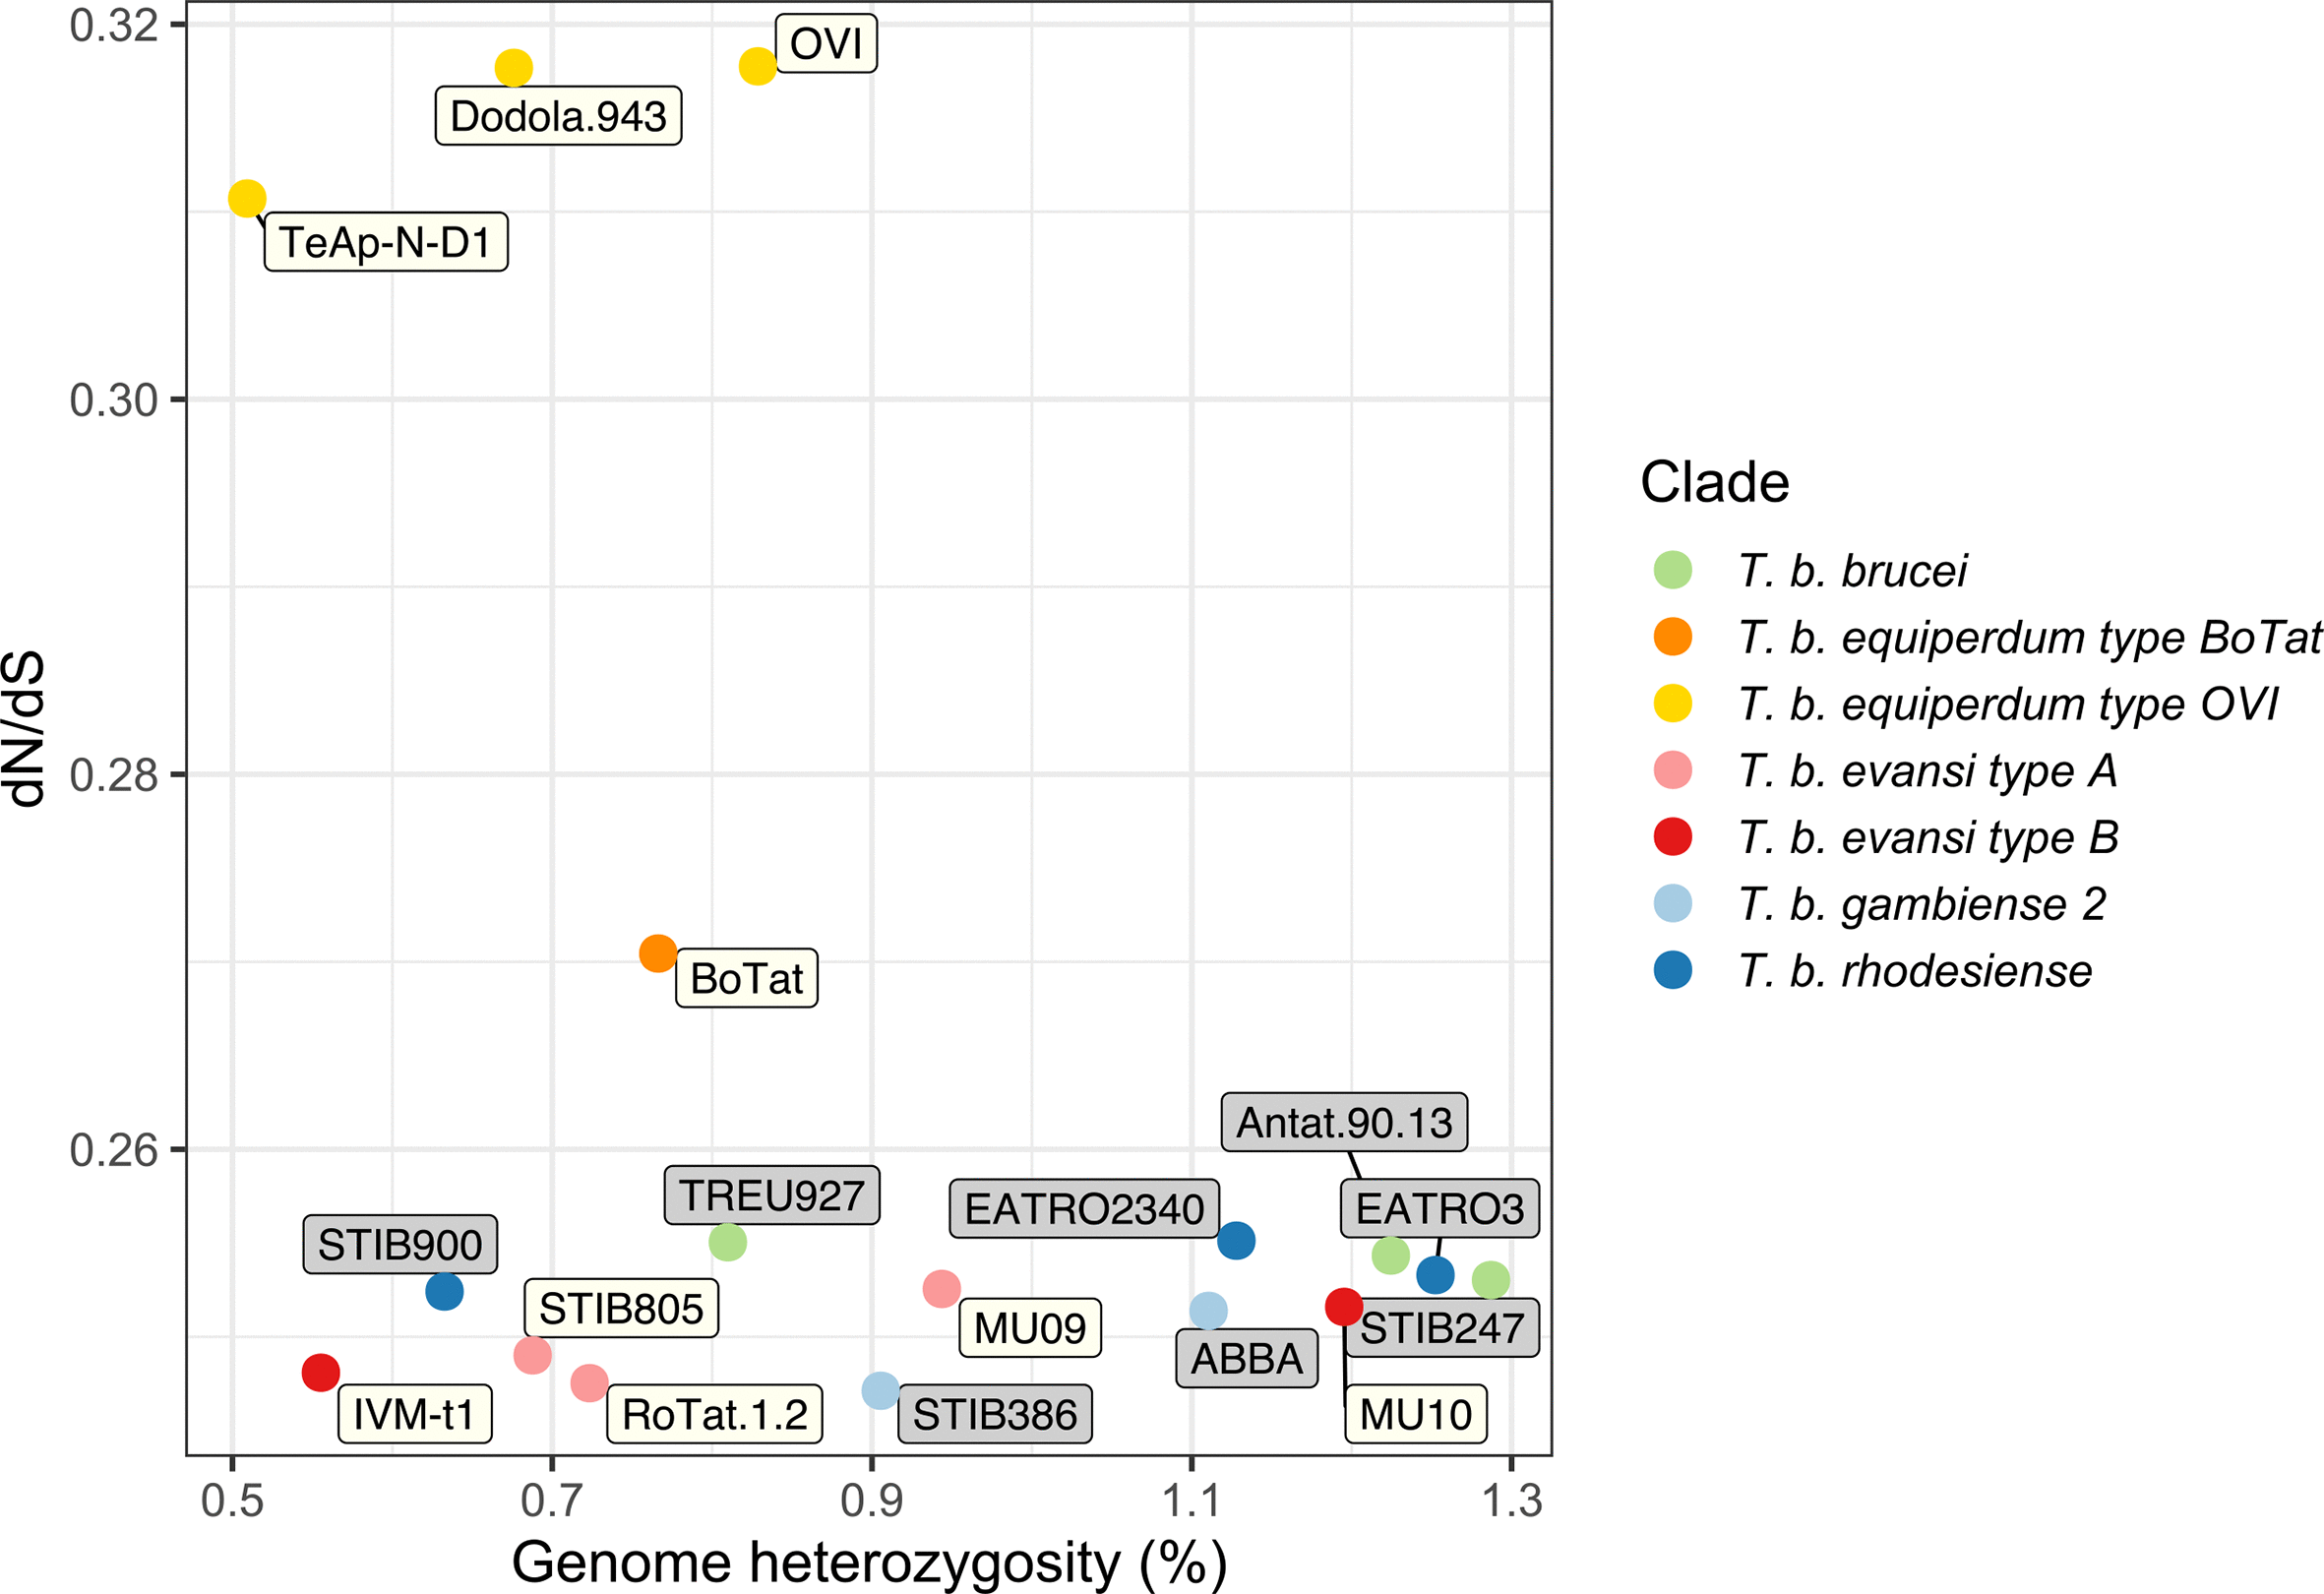 0.32
0.30
0.28
0.26
dN/dS
OVI
Dodola.943
TeAp-N-D1
BoTat
Antat.90.13
TREU927
EATRO2340
EATRO3
STIB900
STIB805
MU09
STIB247
ABBA
IVM-t1
RoTat.1.2
STIB386
MU10
0.5
0.7
0.9
1.1
1.3
Genome heterozygosity (%)
Clade
T. b. brucei
T. b. equiperdum type BoTat
T. b. equiperdum type OVI
T. b. evansi type A
T. b. evansi type B
T. b. gambiense 2
T. b. rhodesiense